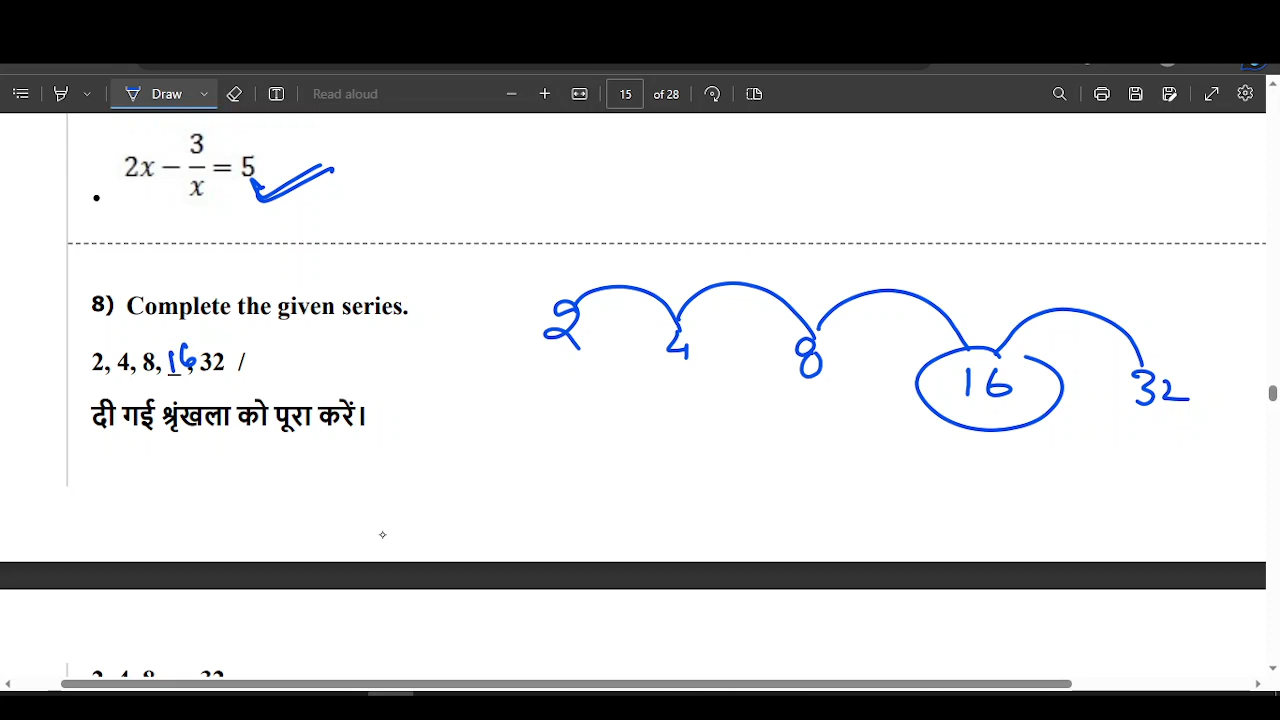 Draw Read aloud 15 of 28
2x − 3/x = 5
8) Complete the given series.
2 4 8 16 32
2, 4, 8, 16, 32 /
दी गई श्रृंखला को पूरा करें।